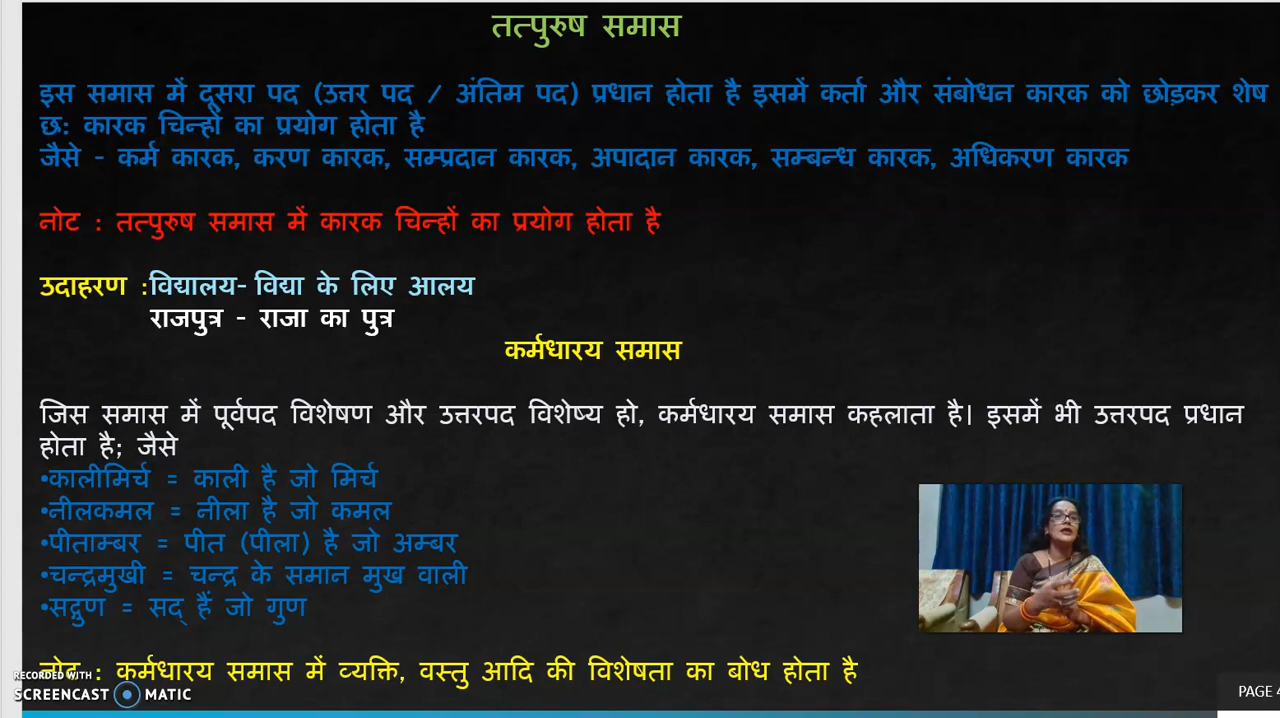 तत्पुरुष समास
इस समास में दूसरा पद (उत्तर पद / अंतिम पद) प्रधान होता है इसमें कर्ता और संबोधन कारक को छोड़कर शेष
छ: कारक चिन्हों का प्रयोग होता है
जैसे - कर्म कारक, करण कारक, सम्प्रदान कारक, अपादान कारक, सम्बन्ध कारक, अधिकरण कारक
नोट : तत्पुरुष समास में कारक चिन्हों का प्रयोग होता है
उदाहरण :विद्यालय- विद्या के लिए आलय
राजपुत्र - राजा का पुत्र
कर्मधारय समास
जिस समास में पूर्वपद विशेषण और उत्तरपद विशेष्य हो, कर्मधारय समास कहलाता है। इसमें भी उत्तरपद प्रधान
होता है; जैसे
•कालीमिर्च = काली है जो मिर्च
•नीलकमल = नीला है जो कमल
•पीताम्बर = पीत (पीला) है जो अम्बर
•चन्द्रमुखी = चन्द्र के समान मुख वाली
•सद्गुण = सद् हैं जो गुण
नोट : कर्मधारय समास में व्यक्ति, वस्तु आदि की विशेषता का बोध होता है
RECORDED WITH
SCREENCAST MATIC
PAGE 4